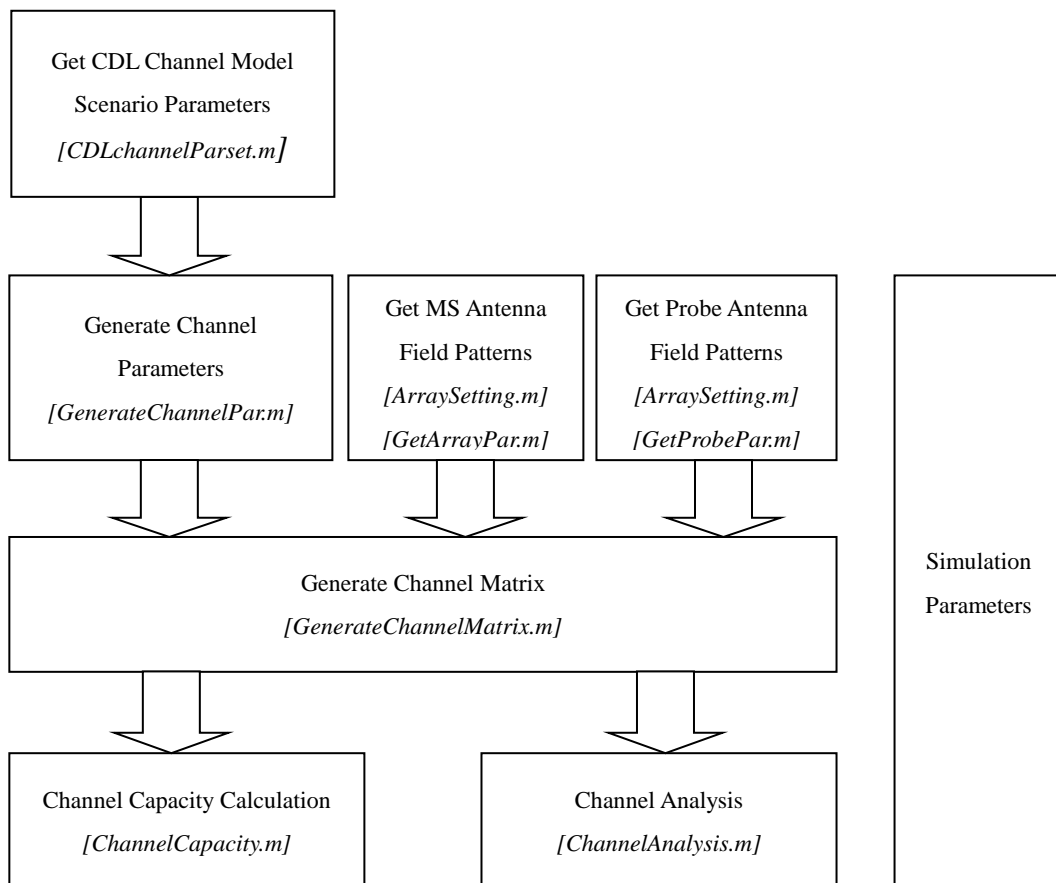 Get CDL Channel Model
Scenario Parameters
[CDLchannelParset.m]
Generate Channel
Parameters
[GenerateChannelPar.m]
Get MS Antenna
Field Patterns
[ArraySetting.m]
[GetArrayPar.m]
Get Probe Antenna
Field Patterns
[ArraySetting.m]
[GetProbePar.m]
Generate Channel Matrix
[GenerateChannelMatrix.m]
Simulation
Parameters
Channel Capacity Calculation
[ChannelCapacity.m]
Channel Analysis
[ChannelAnalysis.m]